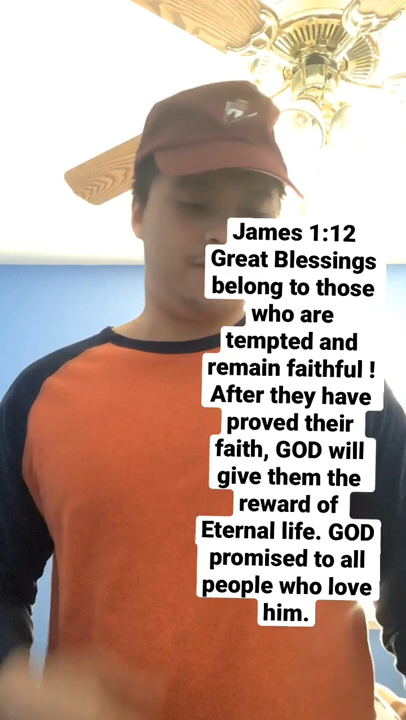 James 1:12
Great Blessings
belong to those
who are
tempted and
remain faithful !
After they have
proved their
faith, GOD will
give them the
reward of
Eternal life. GOD
promised to all
people who love
him.